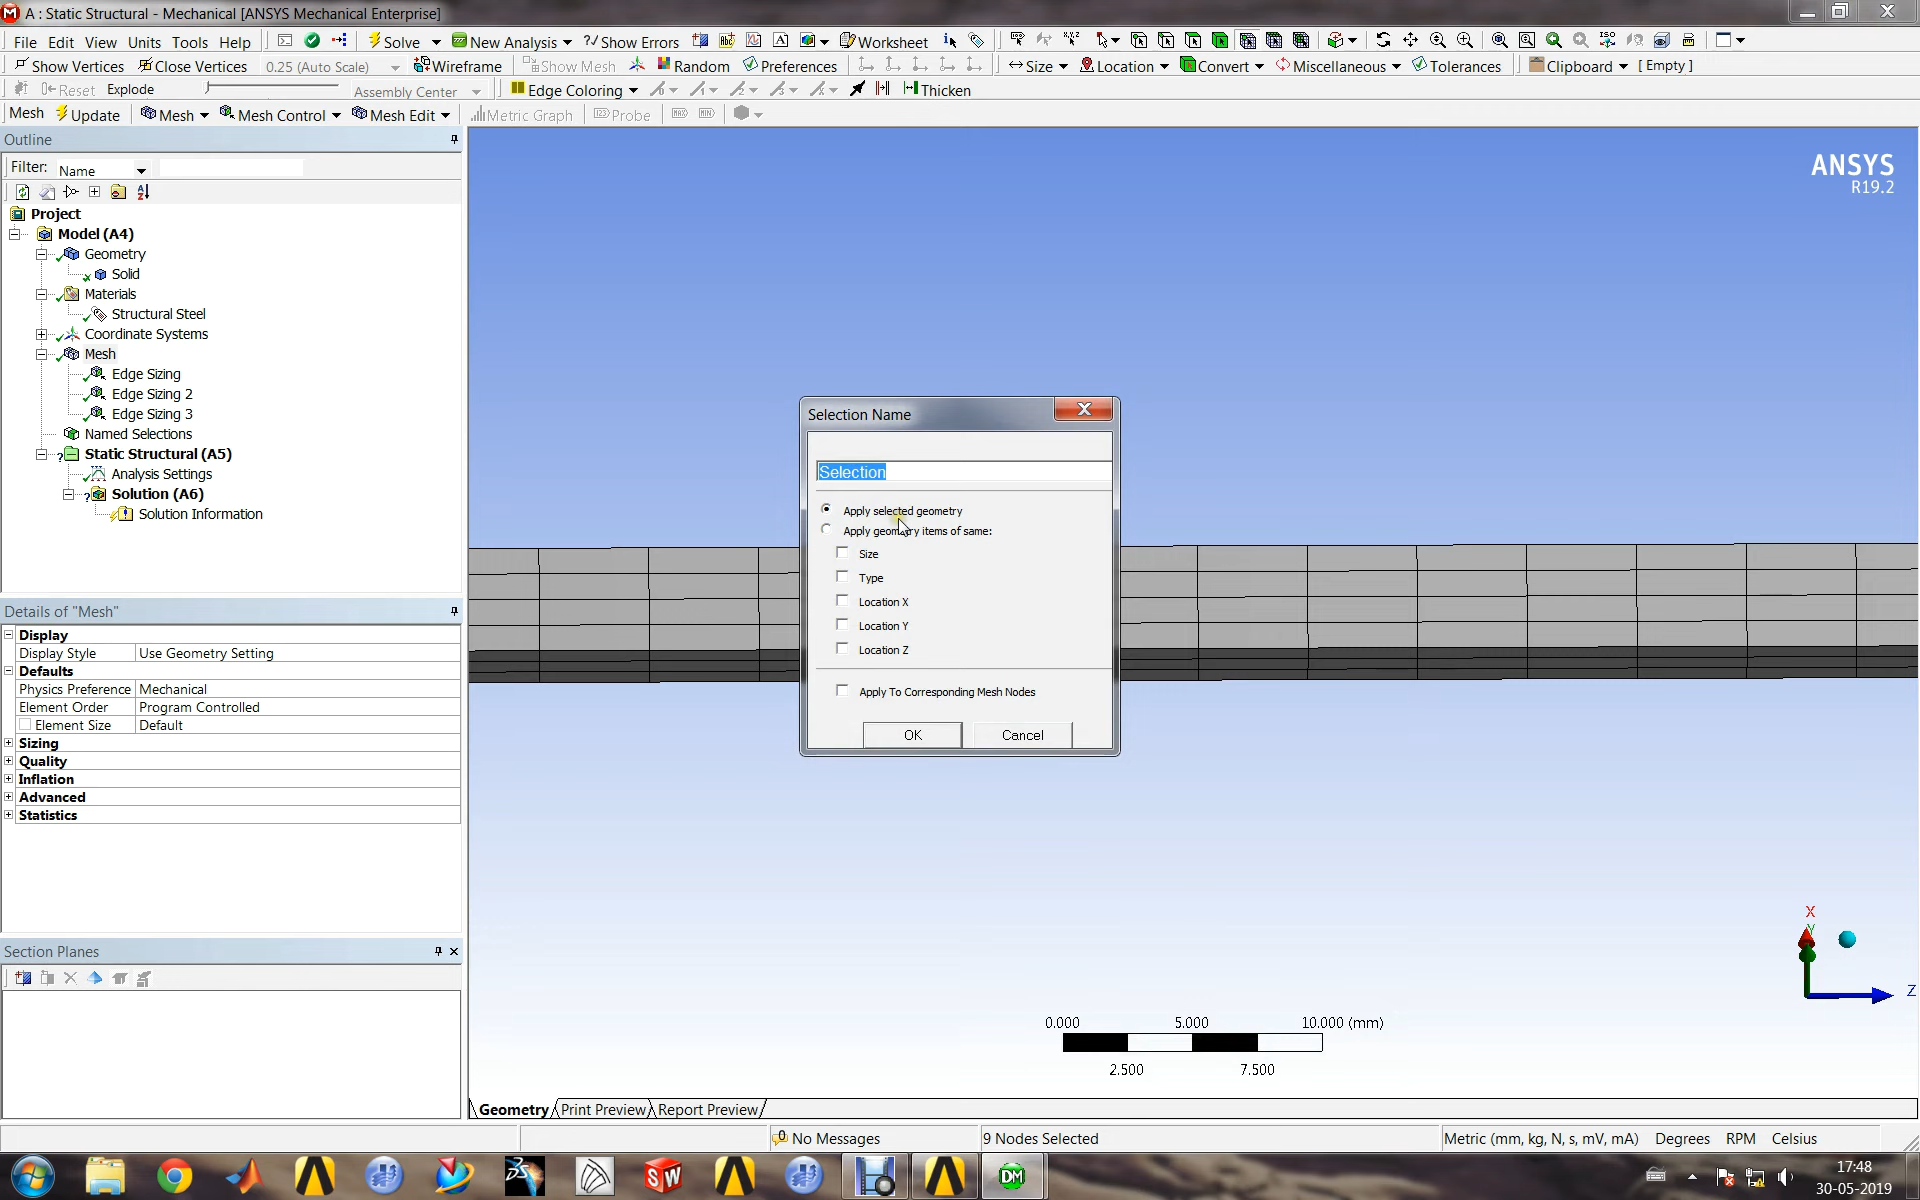 A : Static Structural - Mechanical [ANSYS Mechanical Enterprise]
File Edit View Units Tools Help Solve New Analysis Show Errors Worksheet
Show Vertices Close Vertices 0.25 (Auto Scale) Wireframe Show Mesh Random Preferences Size Location Convert Miscellaneous Tolerances Clipboard [ Empty ]
Reset Explode Assembly Center Edge Coloring Thicken
Mesh Update Mesh Mesh Control Mesh Edit Metric Graph Probe
Outline
Filter: Name
Project
Model (A4)
Geometry
Solid
Materials
Structural Steel
Coordinate Systems
Mesh
Edge Sizing
Edge Sizing 2
Edge Sizing 3
Named Selections
Static Structural (A5)
Analysis Settings
Solution (A6)
Solution Information
Details of "Mesh"
Display
Display Style Use Geometry Setting
Defaults
Physics Preference Mechanical
Element Order Program Controlled
Element Size Default
Sizing
Quality
Inflation
Advanced
Statistics
Section Planes
ANSYS
R19.2
Selection Name
Selection
Apply selected geometry
Apply geometry items of same:
Size
Type
Location X
Location Y
Location Z
Apply To Corresponding Mesh Nodes
OK Cancel
X
Y
Z
0.000 5.000 10.000 (mm)
2.500 7.500
Geometry Print Preview Report Preview
0 No Messages 9 Nodes Selected Metric (mm, kg, N, s, mV, mA) Degrees RPM Celsius
17:48
30-05-2019